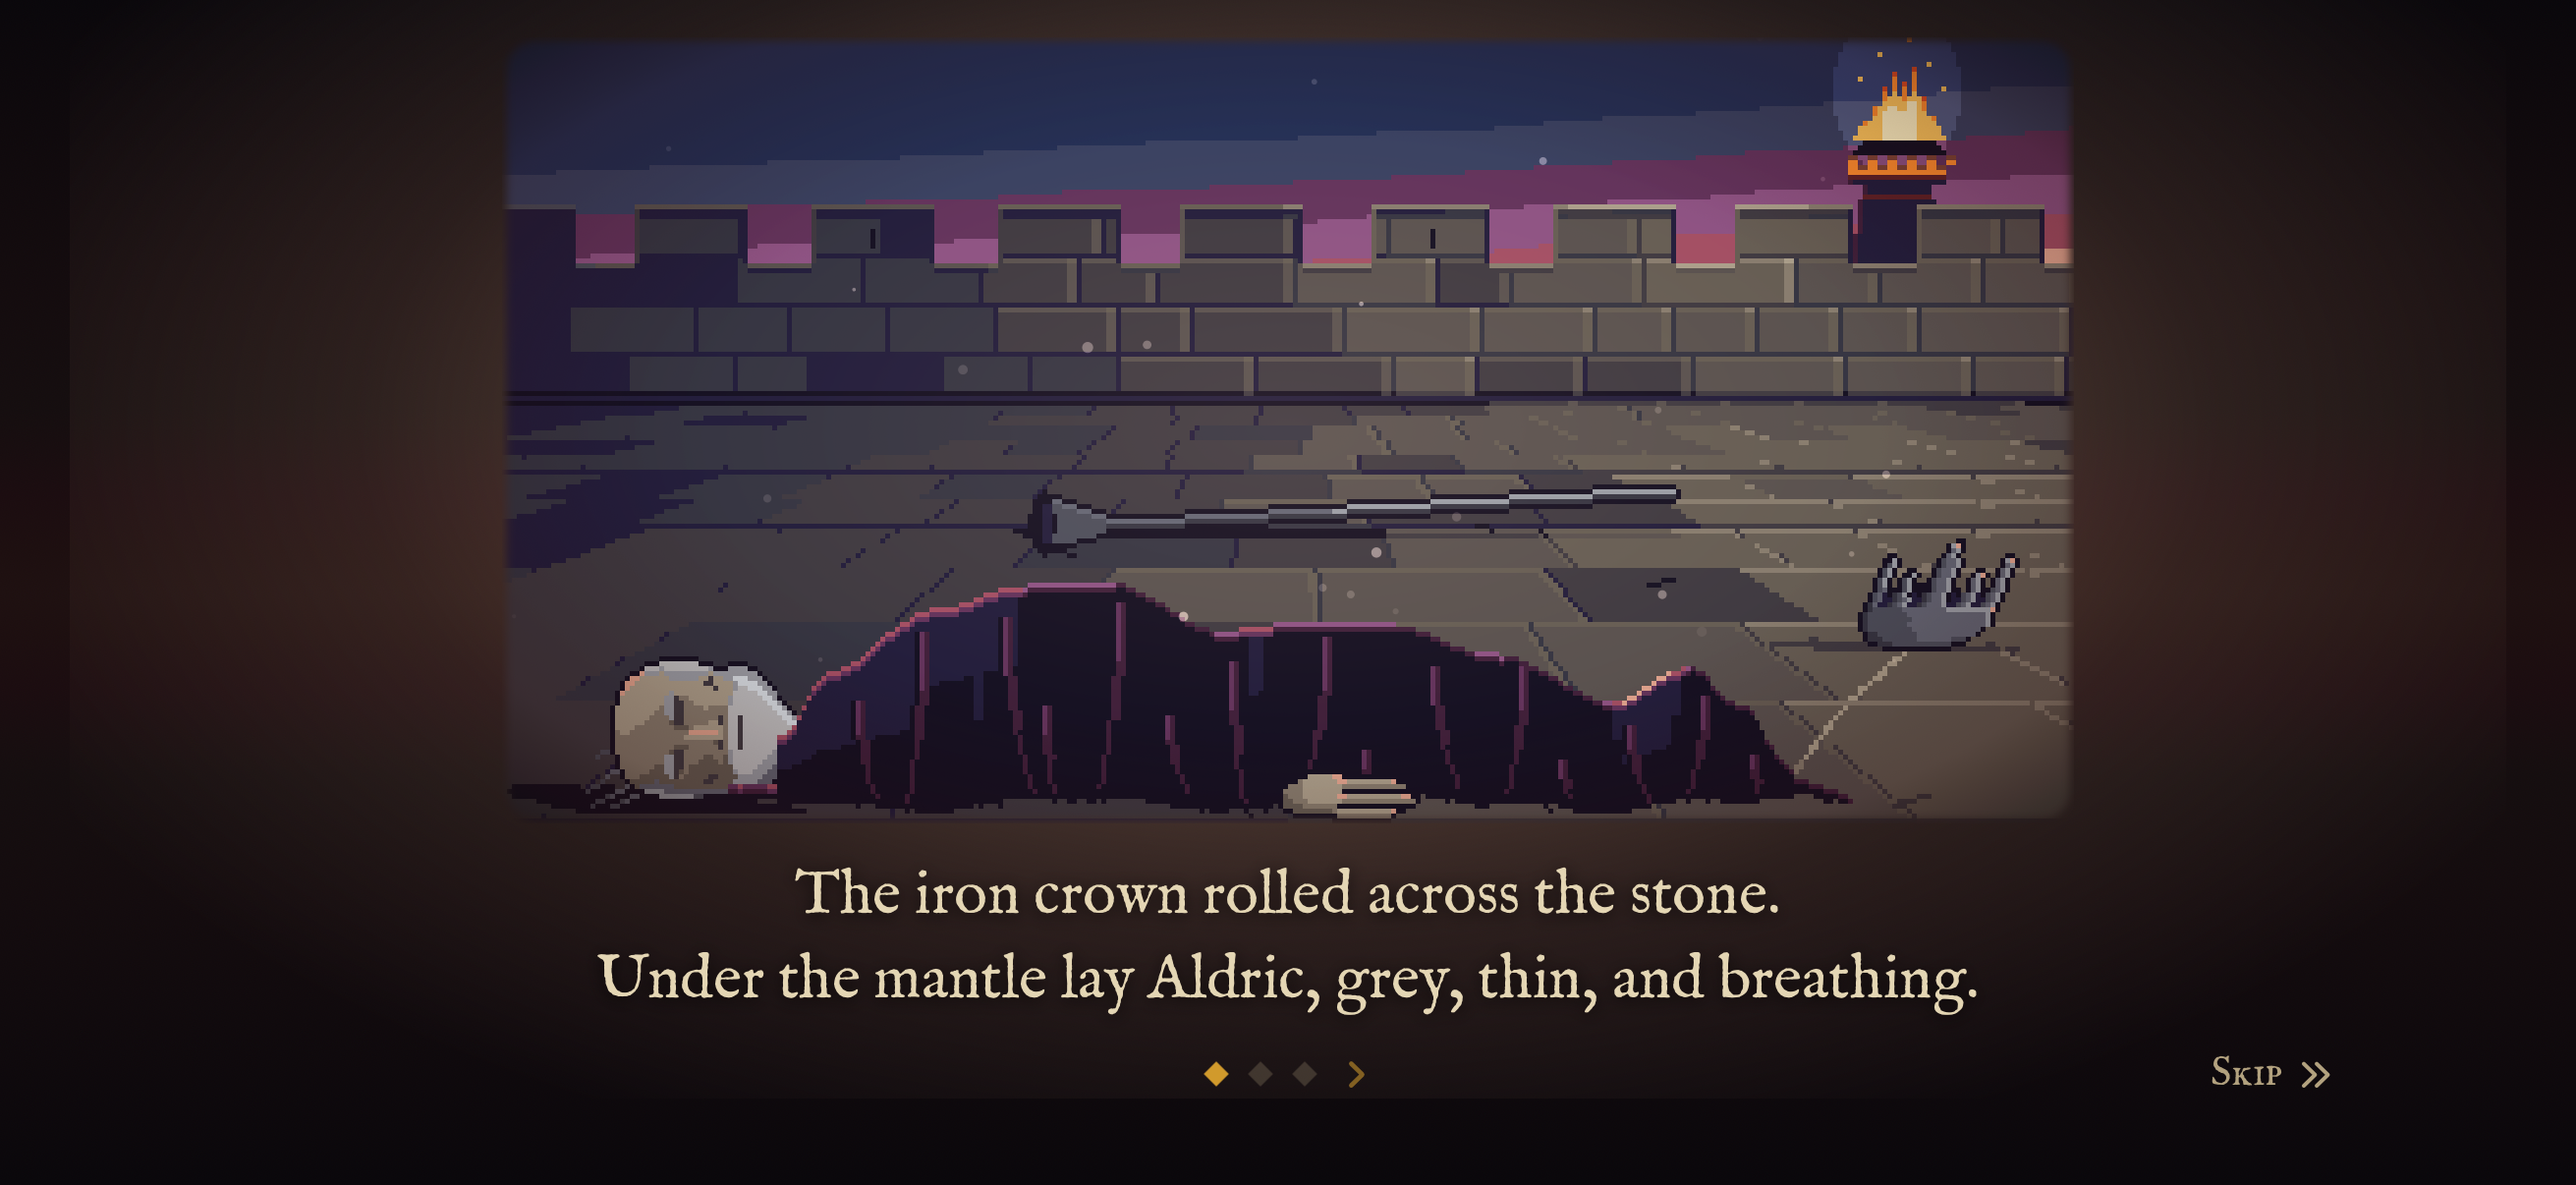 The iron crown rolled across the stone.
Under the mantle lay Aldric, grey, thin, and breathing.
Skip